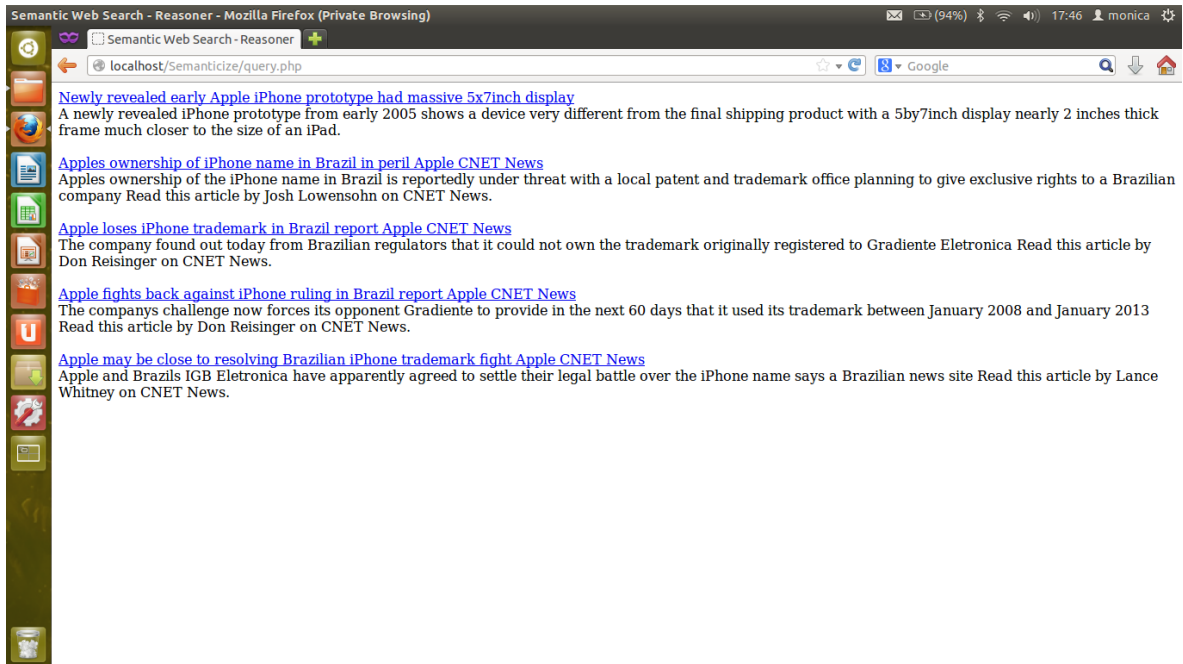 Semantic Web Search - Reasoner - Mozilla Firefox (Private Browsing) (94%) 17:46 monica
Semantic Web Search - Reasoner
localhost/Semanticize/query.php Google
Newly revealed early Apple iPhone prototype had massive 5x7inch display
A newly revealed iPhone prototype from early 2005 shows a device very different from the final shipping product with a 5by7inch display nearly 2 inches thick
frame much closer to the size of an iPad.
Apples ownership of iPhone name in Brazil in peril Apple CNET News
Apples ownership of the iPhone name in Brazil is reportedly under threat with a local patent and trademark office planning to give exclusive rights to a Brazilian
company Read this article by Josh Lowensohn on CNET News.
Apple loses iPhone trademark in Brazil report Apple CNET News
The company found out today from Brazilian regulators that it could not own the trademark originally registered to Gradiente Eletronica Read this article by
Don Reisinger on CNET News.
Apple fights back against iPhone ruling in Brazil report Apple CNET News
The companys challenge now forces its opponent Gradiente to provide in the next 60 days that it used its trademark between January 2008 and January 2013
Read this article by Don Reisinger on CNET News.
Apple may be close to resolving Brazilian iPhone trademark fight Apple CNET News
Apple and Brazils IGB Eletronica have apparently agreed to settle their legal battle over the iPhone name says a Brazilian news site Read this article by Lance
Whitney on CNET News.